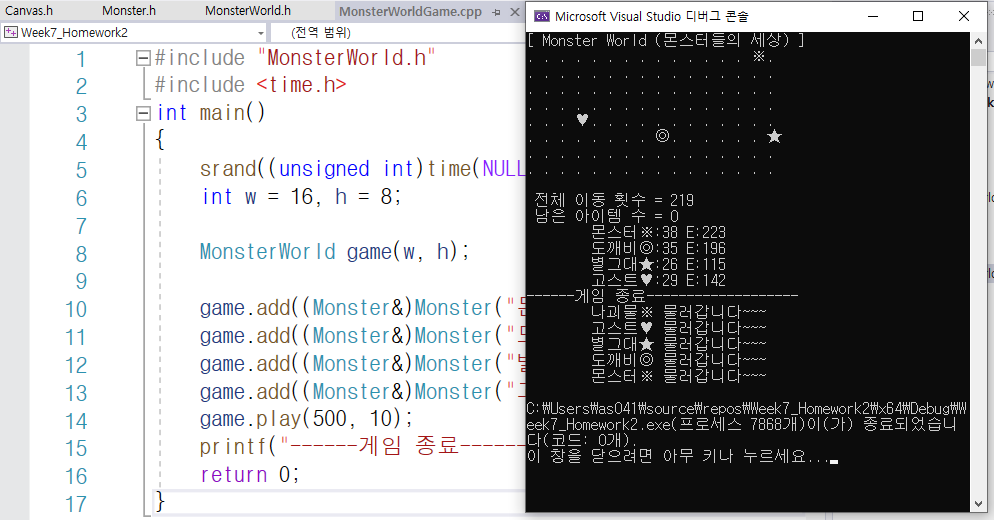 Canvas.h Monster.h MonsterWorld.h MonsterWorldGame.cpp
Week7_Homework2 (전역 범위)
1 #include "MonsterWorld.h"
2 #include <time.h>
3 int main()
4 {
5 srand((unsigned int)time(NULL
6 int w = 16, h = 8;
7
8 MonsterWorld game(w, h);
9
10 game.add((Monster&)Monster("
11 game.add((Monster&)Monster("
12 game.add((Monster&)Monster("
13 game.add((Monster&)Monster("
14 game.play(500, 10);
15 printf("------게임 종료------
16 return 0;
17 }
Microsoft Visual Studio 디버그 콘솔
[ Monster World (몬스터들의 세상) ]
. . . . . . . . . . . . . . ※.
. . . . . . . . . . . . . . . .
. . . . . . . . . . . . . . . .
. . . . . . . . . . . . . . . .
. . . ♥ . . . . . . . . . . . .
. . . . . . . . ◎ . . . . . . ★
. . . . . . . . . . . . . . . .
. . . . . . . . . . . . . . . .
전체 이동 횟수 = 219
남은 아이템 수 = 0
몬스터※:38 E:223
도깨비◎:35 E:196
별그대★:26 E:115
고스트♥:29 E:142
------게임 종료-------------------
나괴물※ 물러갑니다~~~
고스트♥ 물러갑니다~~~
별그대★ 물러갑니다~~~
도깨비◎ 물러갑니다~~~
몬스터※ 물러갑니다~~~
C:\Users\as041\source\repos\Week7_Homework2\x64\Debug\W
eek7_Homework2.exe(프로세스 7868개)이(가) 종료되었습니
다(코드: 0개).
이 창을 닫으려면 아무 키나 누르세요...